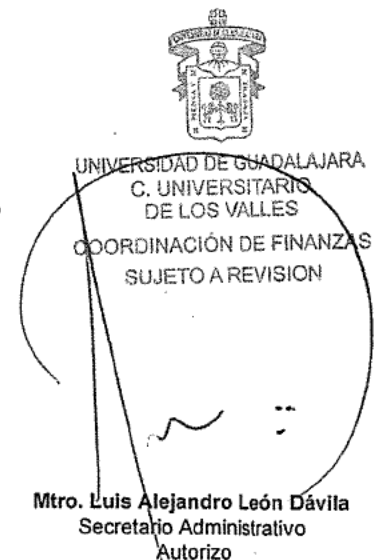 UNIVERSIDAD DE GUADALAJARA
C. UNIVERSITARIO
DE LOS VALLES
COORDINACIÓN DE FINANZAS
SUJETO A REVISION
Mtro. Luis Alejandro León Dávila
Secretario Administrativo
Autorizo